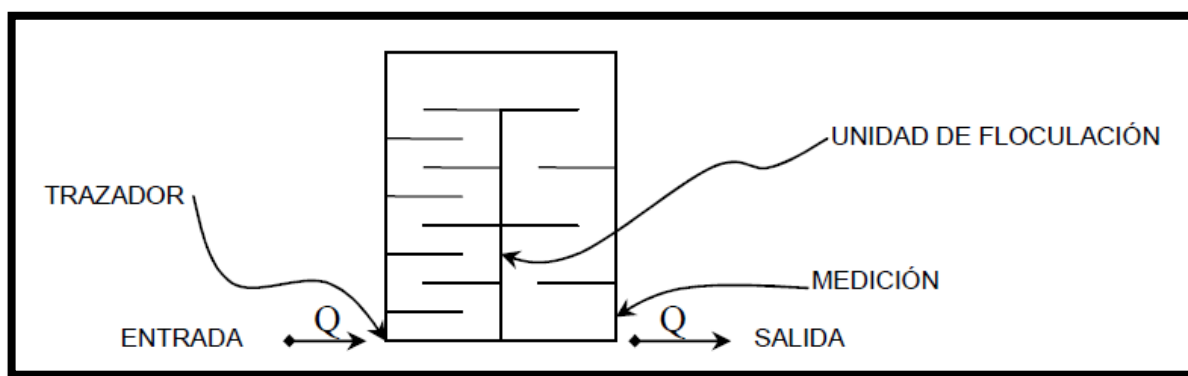 UNIDAD DE FLOCULACIÓN
TRAZADOR
MEDICIÓN
ENTRADA
Q
Q
SALIDA